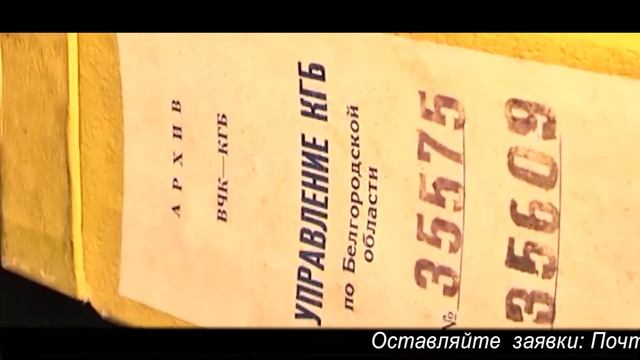 АРХИВ
ВЧК—КГБ
УПРАВЛЕНИЕ КГБ
по Белгородской
области
№ 35575
35609
Оставляйте заявки: Почт